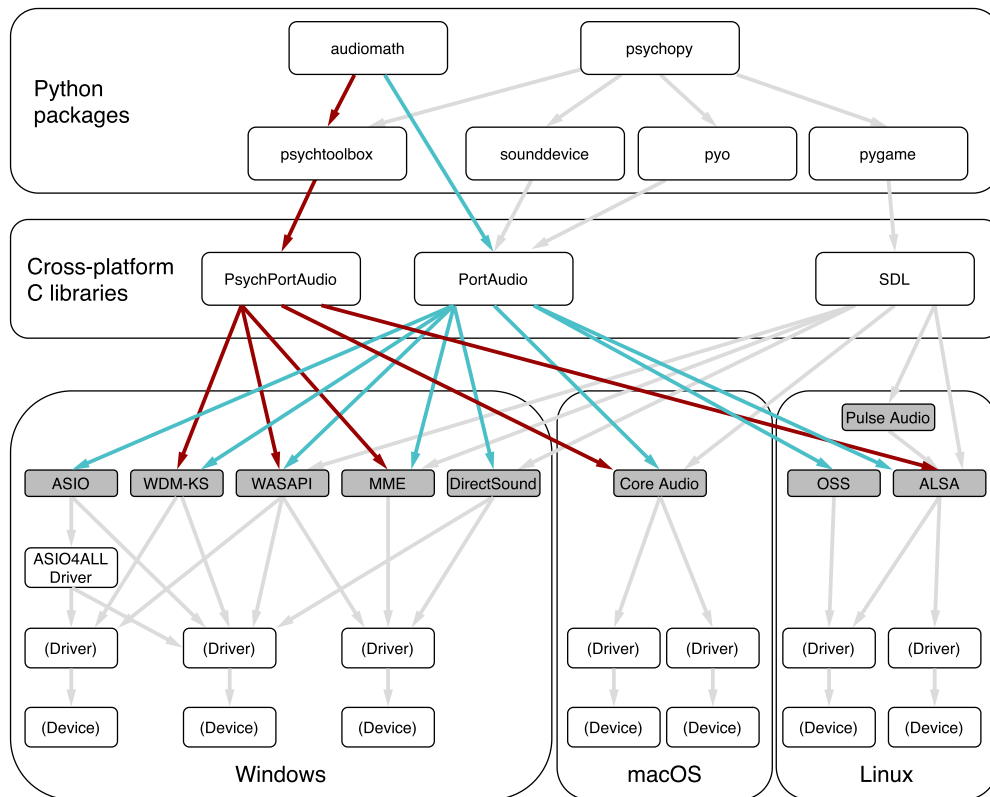 audiomath
psychopy
Python
packages
psychtoolbox
sounddevice
pyo
pygame
Cross-platform
C libraries
PsychPortAudio
PortAudio
SDL
Pulse Audio
ASIO
WDM-KS
WASAPI
MME
DirectSound
Core Audio
OSS
ALSA
ASIO4ALL
Driver
(Driver)
(Driver)
(Driver)
(Driver)
(Driver)
(Driver)
(Driver)
(Device)
(Device)
(Device)
(Device)
(Device)
(Device)
(Device)
Windows
macOS
Linux